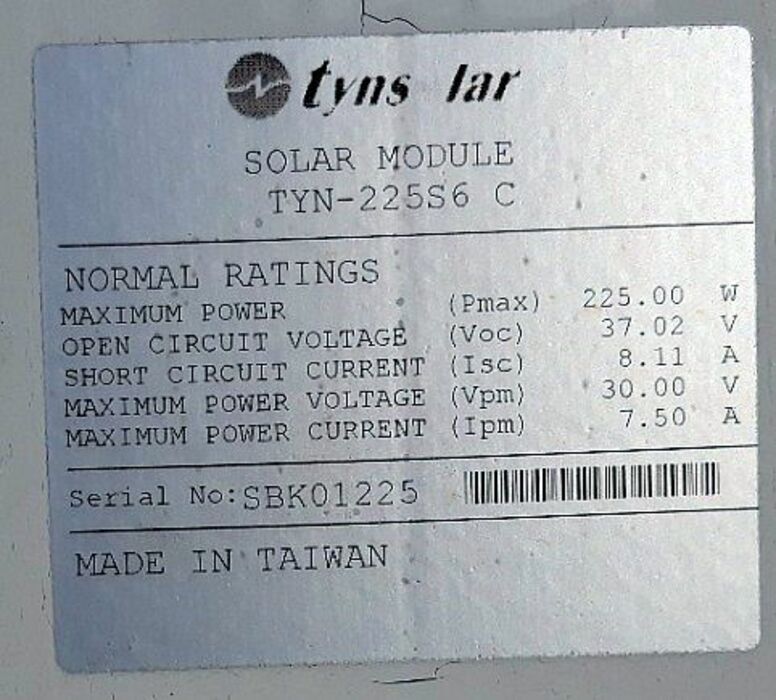 tyns lar
SOLAR MODULE
TYN-225S6 C
NORMAL RATINGS
MAXIMUM POWER (Pmax) 225.00 W
OPEN CIRCUIT VOLTAGE (Voc) 37.02 V
SHORT CIRCUIT CURRENT (Isc) 8.11 A
MAXIMUM POWER VOLTAGE (Vpm) 30.00 V
MAXIMUM POWER CURRENT (Ipm) 7.50 A
Serial No:SBK01225
MADE IN TAIWAN